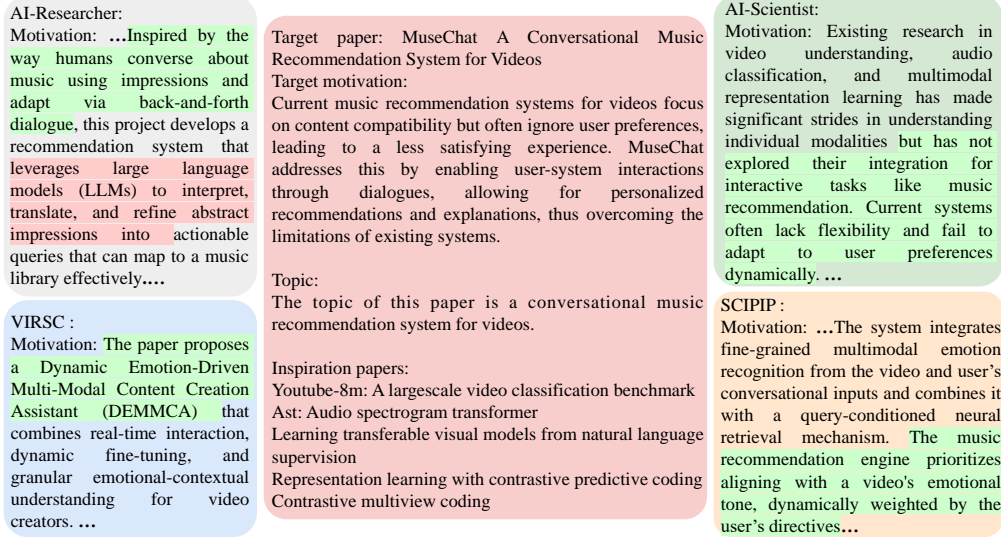 AI-Researcher:
Motivation: …Inspired by the
way humans converse about
music using impressions and
adapt via back-and-forth
dialogue, this project develops a
recommendation system that
leverages large language
models (LLMs) to interpret,
translate, and refine abstract
impressions into actionable
queries that can map to a music
library effectively.…
VIRSC :
Motivation: The paper proposes
a Dynamic Emotion-Driven
Multi-Modal Content Creation
Assistant (DEMMCA) that
combines real-time interaction,
dynamic fine-tuning, and
granular emotional-contextual
understanding for video
creators. …
Target paper: MuseChat A Conversational Music
Recommendation System for Videos
Target motivation:
Current music recommendation systems for videos focus
on content compatibility but often ignore user preferences,
leading to a less satisfying experience. MuseChat
addresses this by enabling user-system interactions
through dialogues, allowing for personalized
recommendations and explanations, thus overcoming the
limitations of existing systems.
Topic:
The topic of this paper is a conversational music
recommendation system for videos.
Inspiration papers:
Youtube-8m: A largescale video classification benchmark
Ast: Audio spectrogram transformer
Learning transferable visual models from natural language
supervision
Representation learning with contrastive predictive coding
Contrastive multiview coding
AI-Scientist:
Motivation: Existing research in
video understanding, audio
classification, and multimodal
representation learning has made
significant strides in understanding
individual modalities but has not
explored their integration for
interactive tasks like music
recommendation. Current systems
often lack flexibility and fail to
adapt to user preferences
dynamically. …
SCIPIP :
Motivation: …The system integrates
fine-grained multimodal emotion
recognition from the video and user's
conversational inputs and combines it
with a query-conditioned neural
retrieval mechanism. The music
recommendation engine prioritizes
aligning with a video's emotional
tone, dynamically weighted by the
user's directives…